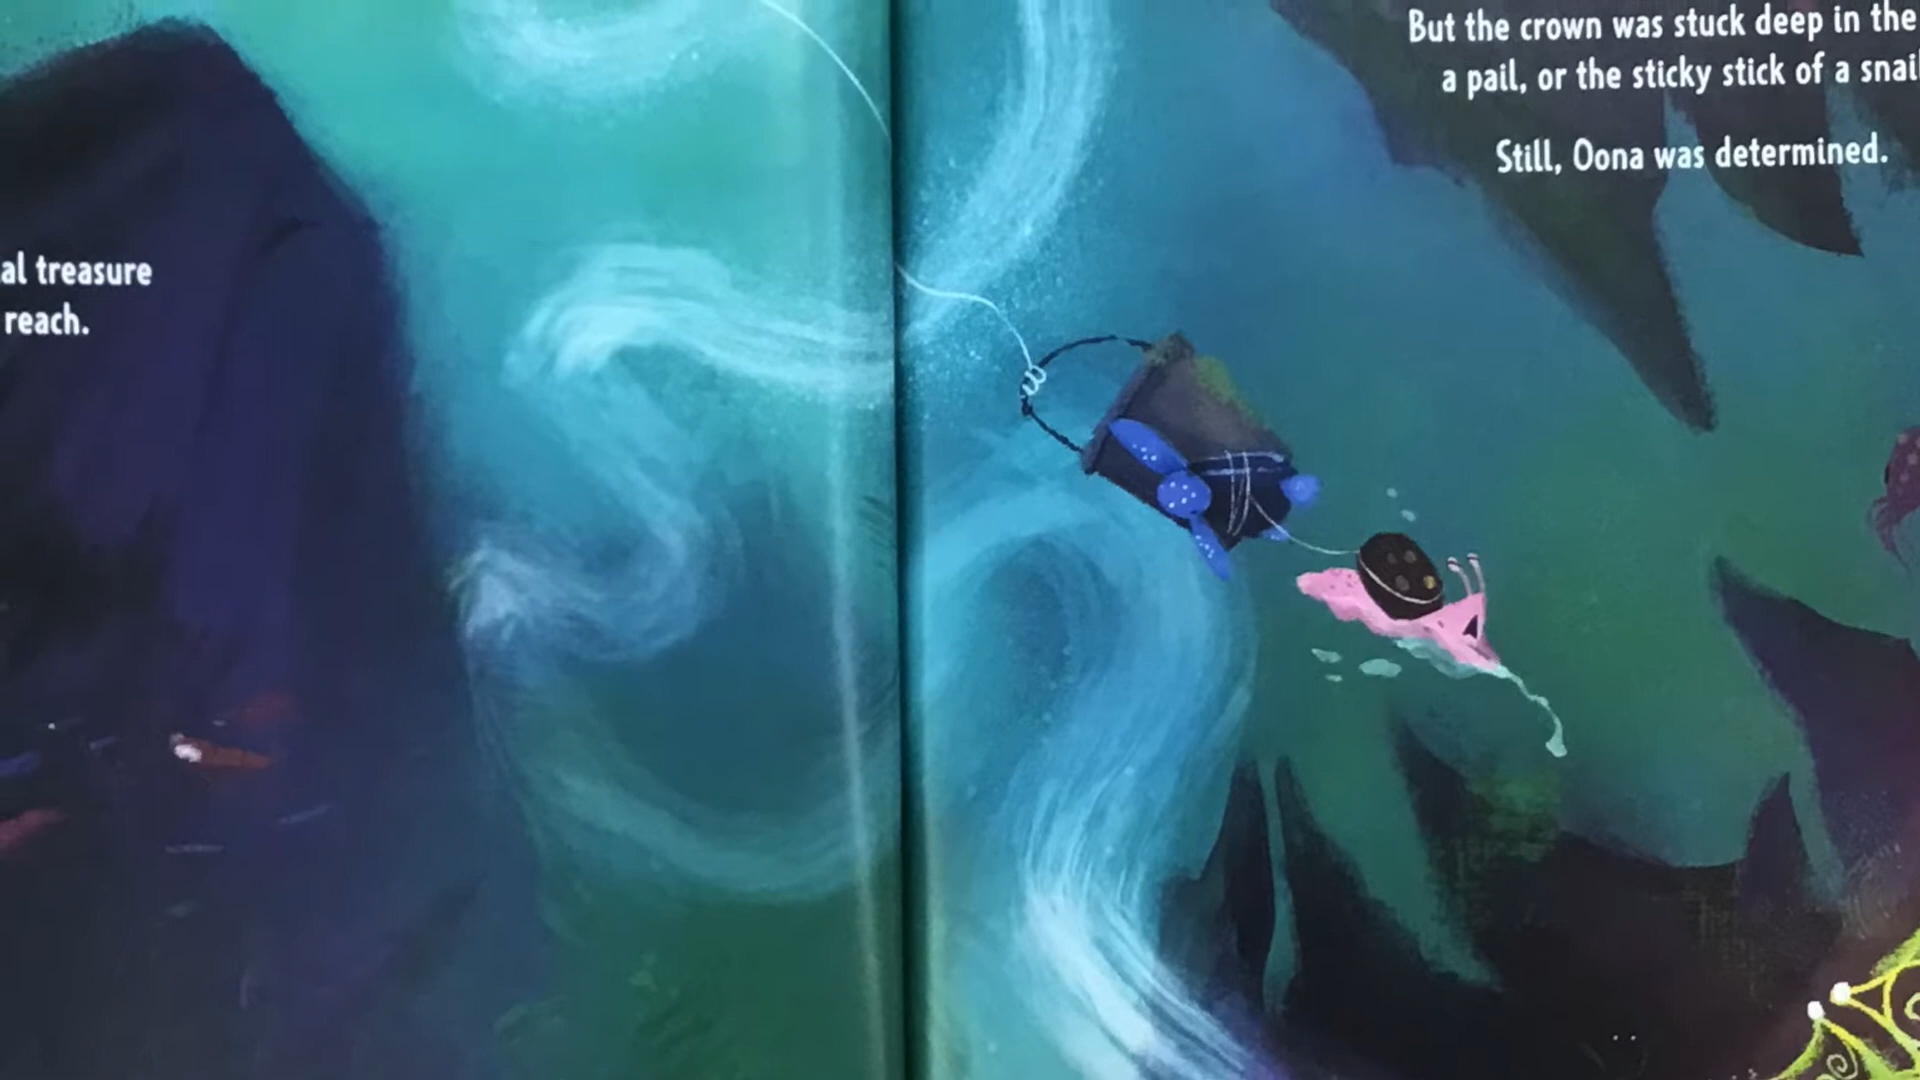 al treasure
reach.
But the crown was stuck deep in the
a pail, or the sticky stick of a snail
Still, Oona was determined.